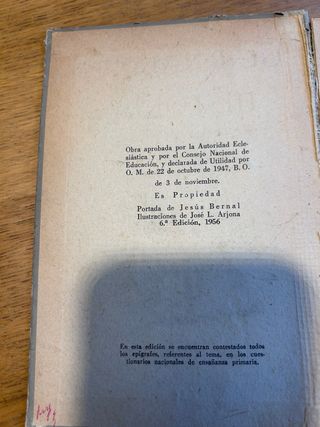 Obra aprobada por la Autoridad Ecle-
siástica y por el Consejo Nacional de
Educación, y declarada de Utilidad por
O. M. de 22 de octubre de 1947, B. O.
de 3 de noviembre.
Es Propiedad
Portada de Jesús Bernal
Ilustraciones de José L. Arjona
6.ª Edición, 1956
En esta edición se encuentran contestados todos
los epígrafes, referentes al tema, en los cues-
tionarios nacionales de enseñanza primaria.